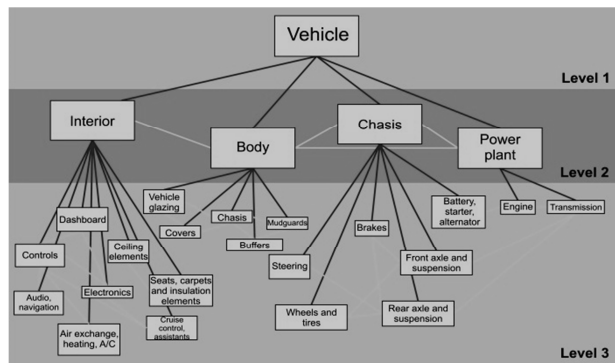 Vehicle
Level 1
Interior
Body
Chasis
Power
plant
Level 2
Vehicle
glazing
Covers
Chasis
Buffers
Mudguards
Battery,
starter,
alternator
Engine
Transmission
Dashboard
Controls
Ceiling
elements
Brakes
Steering
Front axle and
suspension
Audio,
navigation
Electronics
Seats, carpets
and insulation
elements
Air exchange,
heating, A/C
Cruise
control,
assistants
Wheels and
tires
Rear axle and
suspension
Level 3